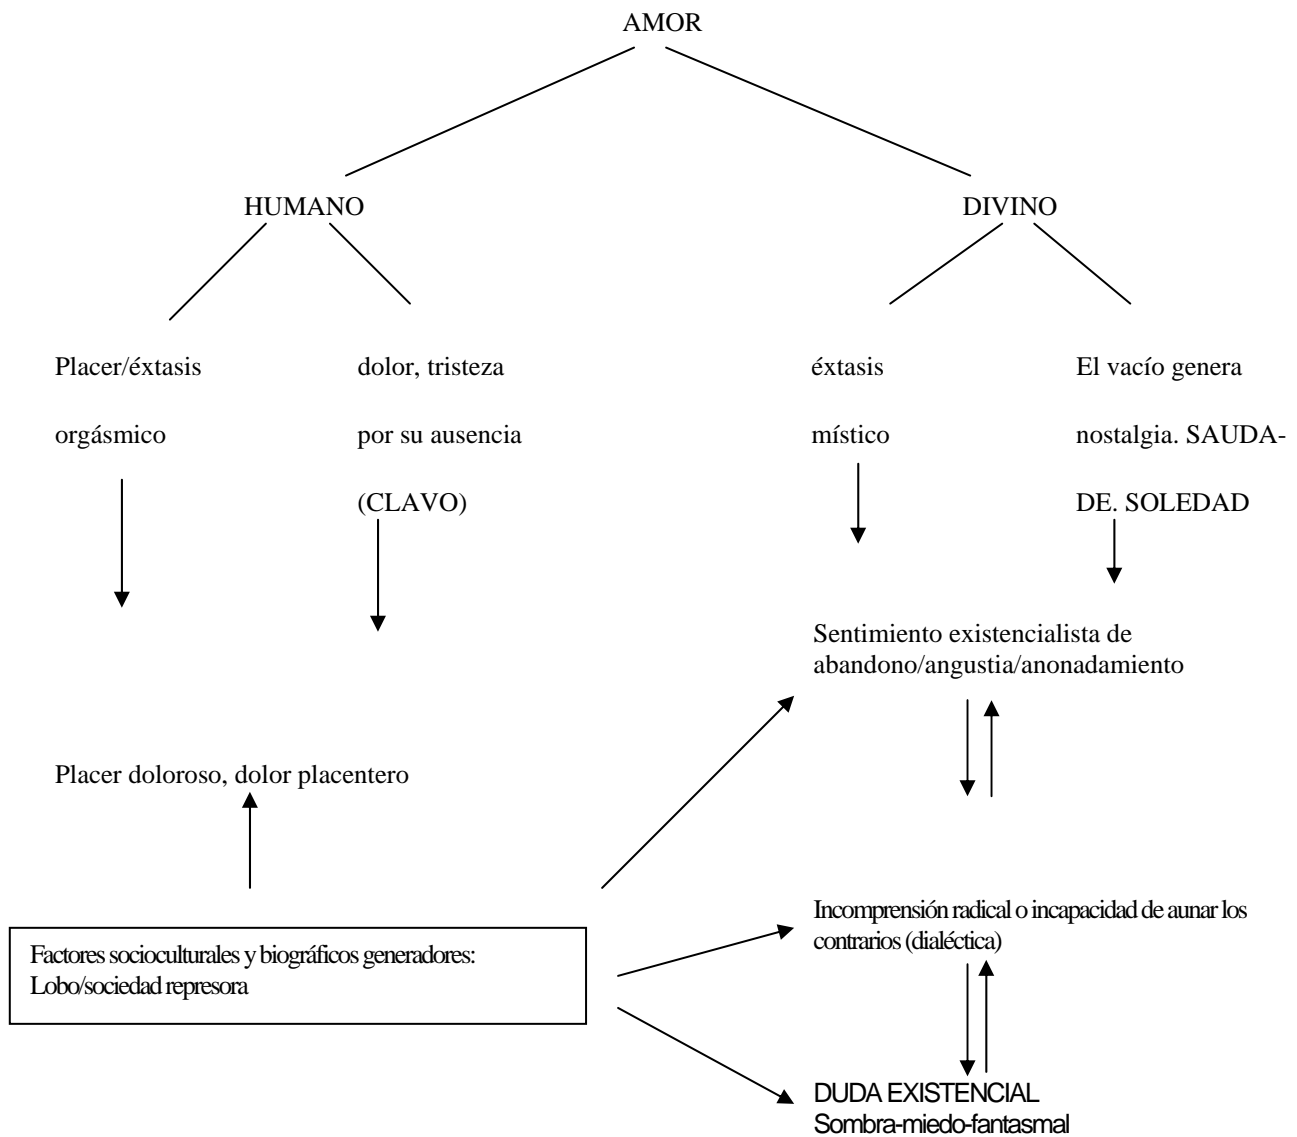 AMOR
HUMANO
DIVINO
Placer/éxtasis
orgásmico
dolor, tristeza
por su ausencia
(CLAVO)
éxtasis
místico
El vacío genera
nostalgia. SAUDA-
DE. SOLEDAD
Sentimiento existencialista de
abandono/angustia/anonadamiento
Placer doloroso, dolor placentero
Factores socioculturales y biográficos generadores:
Lobo/sociedad represora
Incomprensión radical o incapacidad de aunar los
contrarios (dialéctica)
DUDA EXISTENCIAL
Sombra-miedo-fantasmal